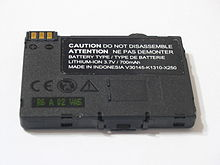 CAUTION / DO NOT DISASSEMBLE
ATTENTION / NE PAS DEMONTER
BATTERY TYPE / TYPE DE BATTERIE
LITHIUM-ION 3.7V / 700mAh
MADE IN INDONESIA V30145-K1310-X250